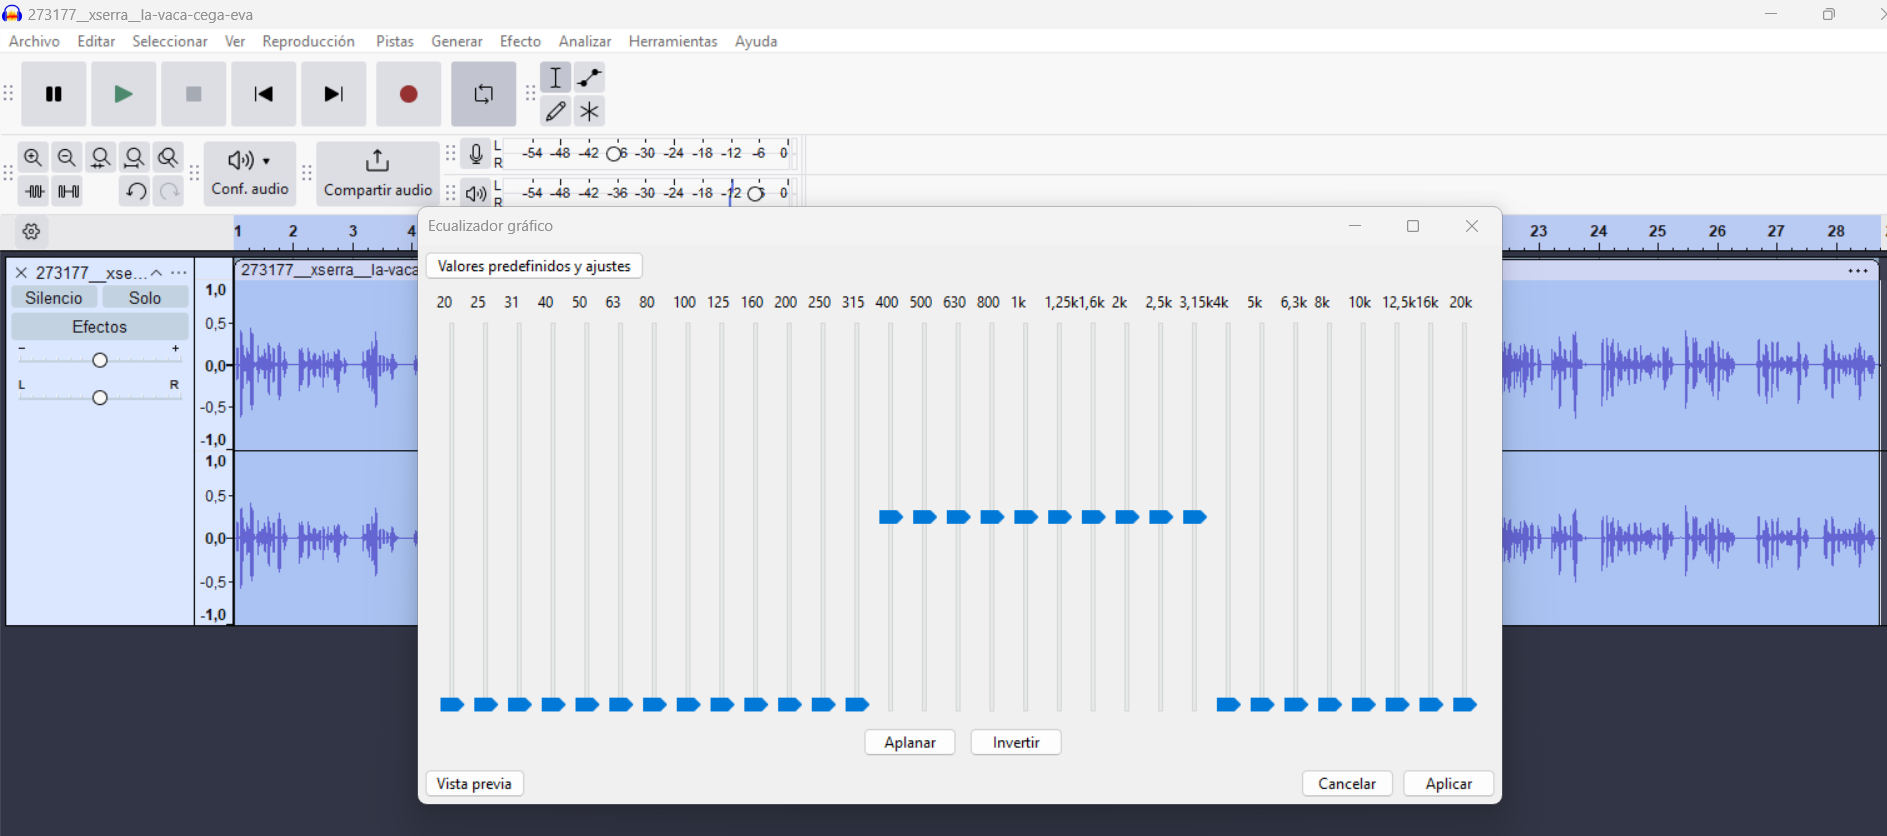 273177__xserra__la-vaca-cega-eva
Archivo Editar Seleccionar Ver Reproducción Pistas Generar Efecto Analizar Herramientas Ayuda
L
R
-54 -48 -42 6 -30 -24 -18 -12 -6 0
Conf. audio
Compartir audio
L
R
-54 -48 -42 -36 -30 -24 -18 -12 0
1 2 3 4
23 24 25 26 27 28
Ecualizador gráfico
Valores predefinidos y ajustes
20 25 31 40 50 63 80 100 125 160 200 250 315 400 500 630 800 1k 1,25k 1,6k 2k 2,5k 3,15k 4k 5k 6,3k 8k 10k 12,5k 16k 20k
Aplanar Invertir
Vista previa
Cancelar Aplicar
273177__xse...
Silencio Solo
Efectos
- +
L R
1,0
0,5
0,0
-0,5
-1,0
1,0
0,5
0,0
-0,5
-1,0
273177__xserra__la-vaca